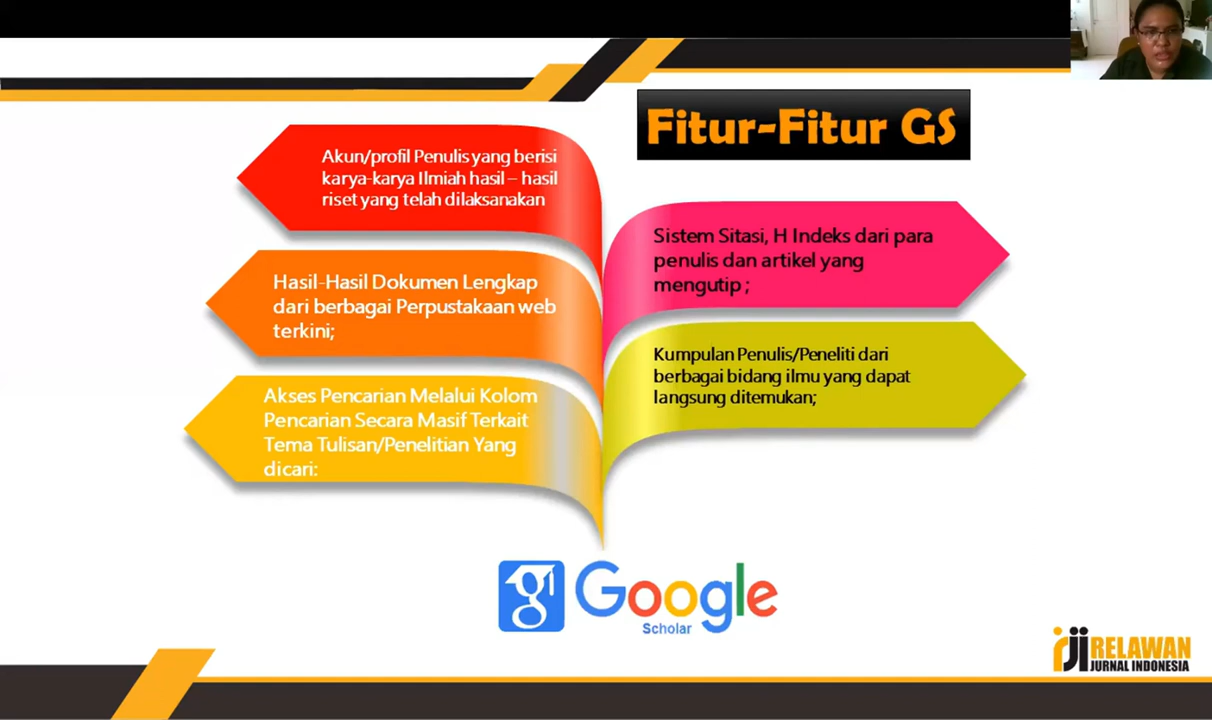 Fitur-Fitur GS
Akun/profil Penulis yang berisi
karya-karya Ilmiah hasil – hasil
riset yang telah dilaksanakan
Sistem Sitasi, H Indeks dari para
penulis dan artikel yang
mengutip ;
Hasil-Hasil Dokumen Lengkap
dari berbagai Perpustakaan web
terkini;
Kumpulan Penulis/Peneliti dari
berbagai bidang ilmu yang dapat
langsung ditemukan;
Akses Pencarian Melalui Kolom
Pencarian Secara Masif Terkait
Tema Tulisan/Penelitian Yang
dicari:
g Google
Scholar
rji RELAWAN
JURNAL INDONESIA